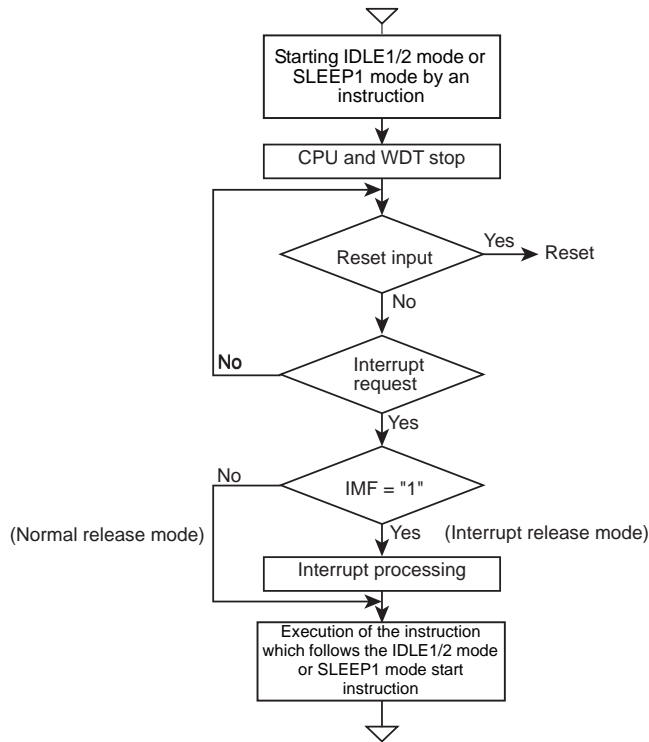 Starting IDLE1/2 mode or
SLEEP1 mode by an
instruction
CPU and WDT stop
Reset input
Yes
Reset
No
No
Interrupt
request
Yes
No
IMF = "1"
(Normal release mode)
Yes
(Interrupt release mode)
Interrupt processing
Execution of the instruction
which follows the IDLE1/2 mode
or SLEEP1 mode start
instruction